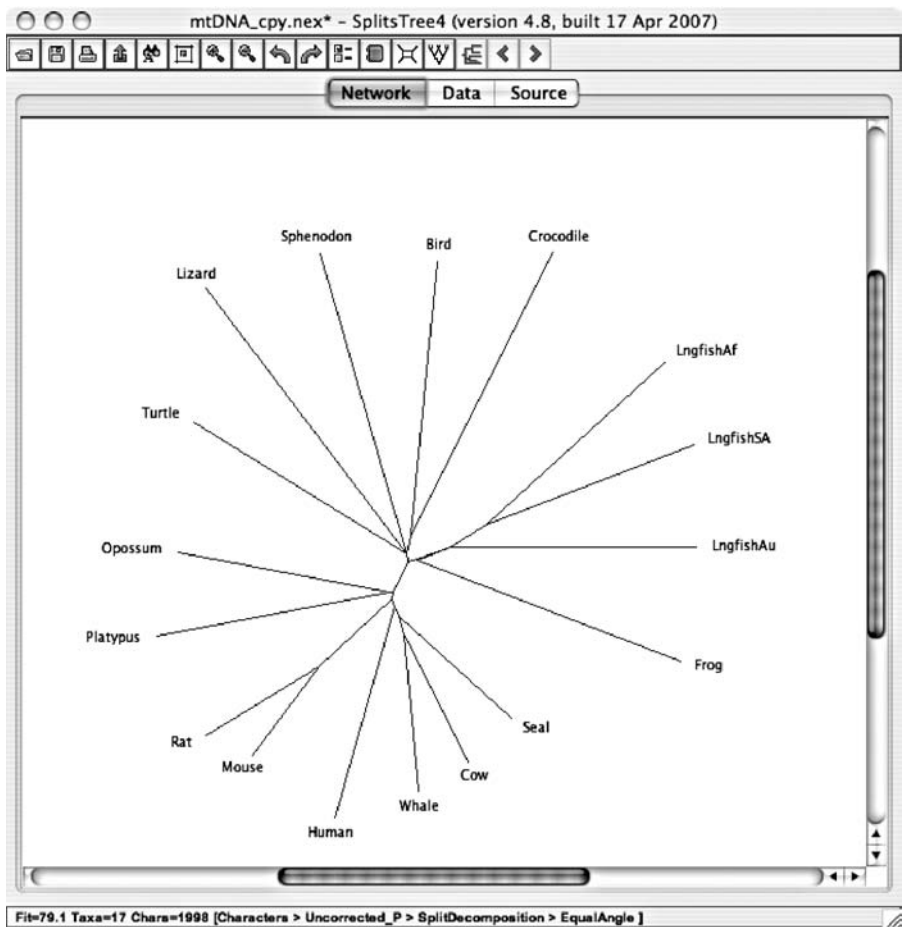 mtDNA_cpy.nex* - SplitsTree4 (version 4.8, built 17 Apr 2007)
Network Data Source
Sphenodon
Bird
Crocodile
Lizard
LngfishAf
Turtle
LngfishSA
Opossum
LngfishAu
Platypus
Frog
Seal
Rat
Mouse
Cow
Whale
Human
Fit=79.1 Taxa=17 Chars=1998 [Characters > Uncorrected_P > SplitDecomposition > EqualAngle ]